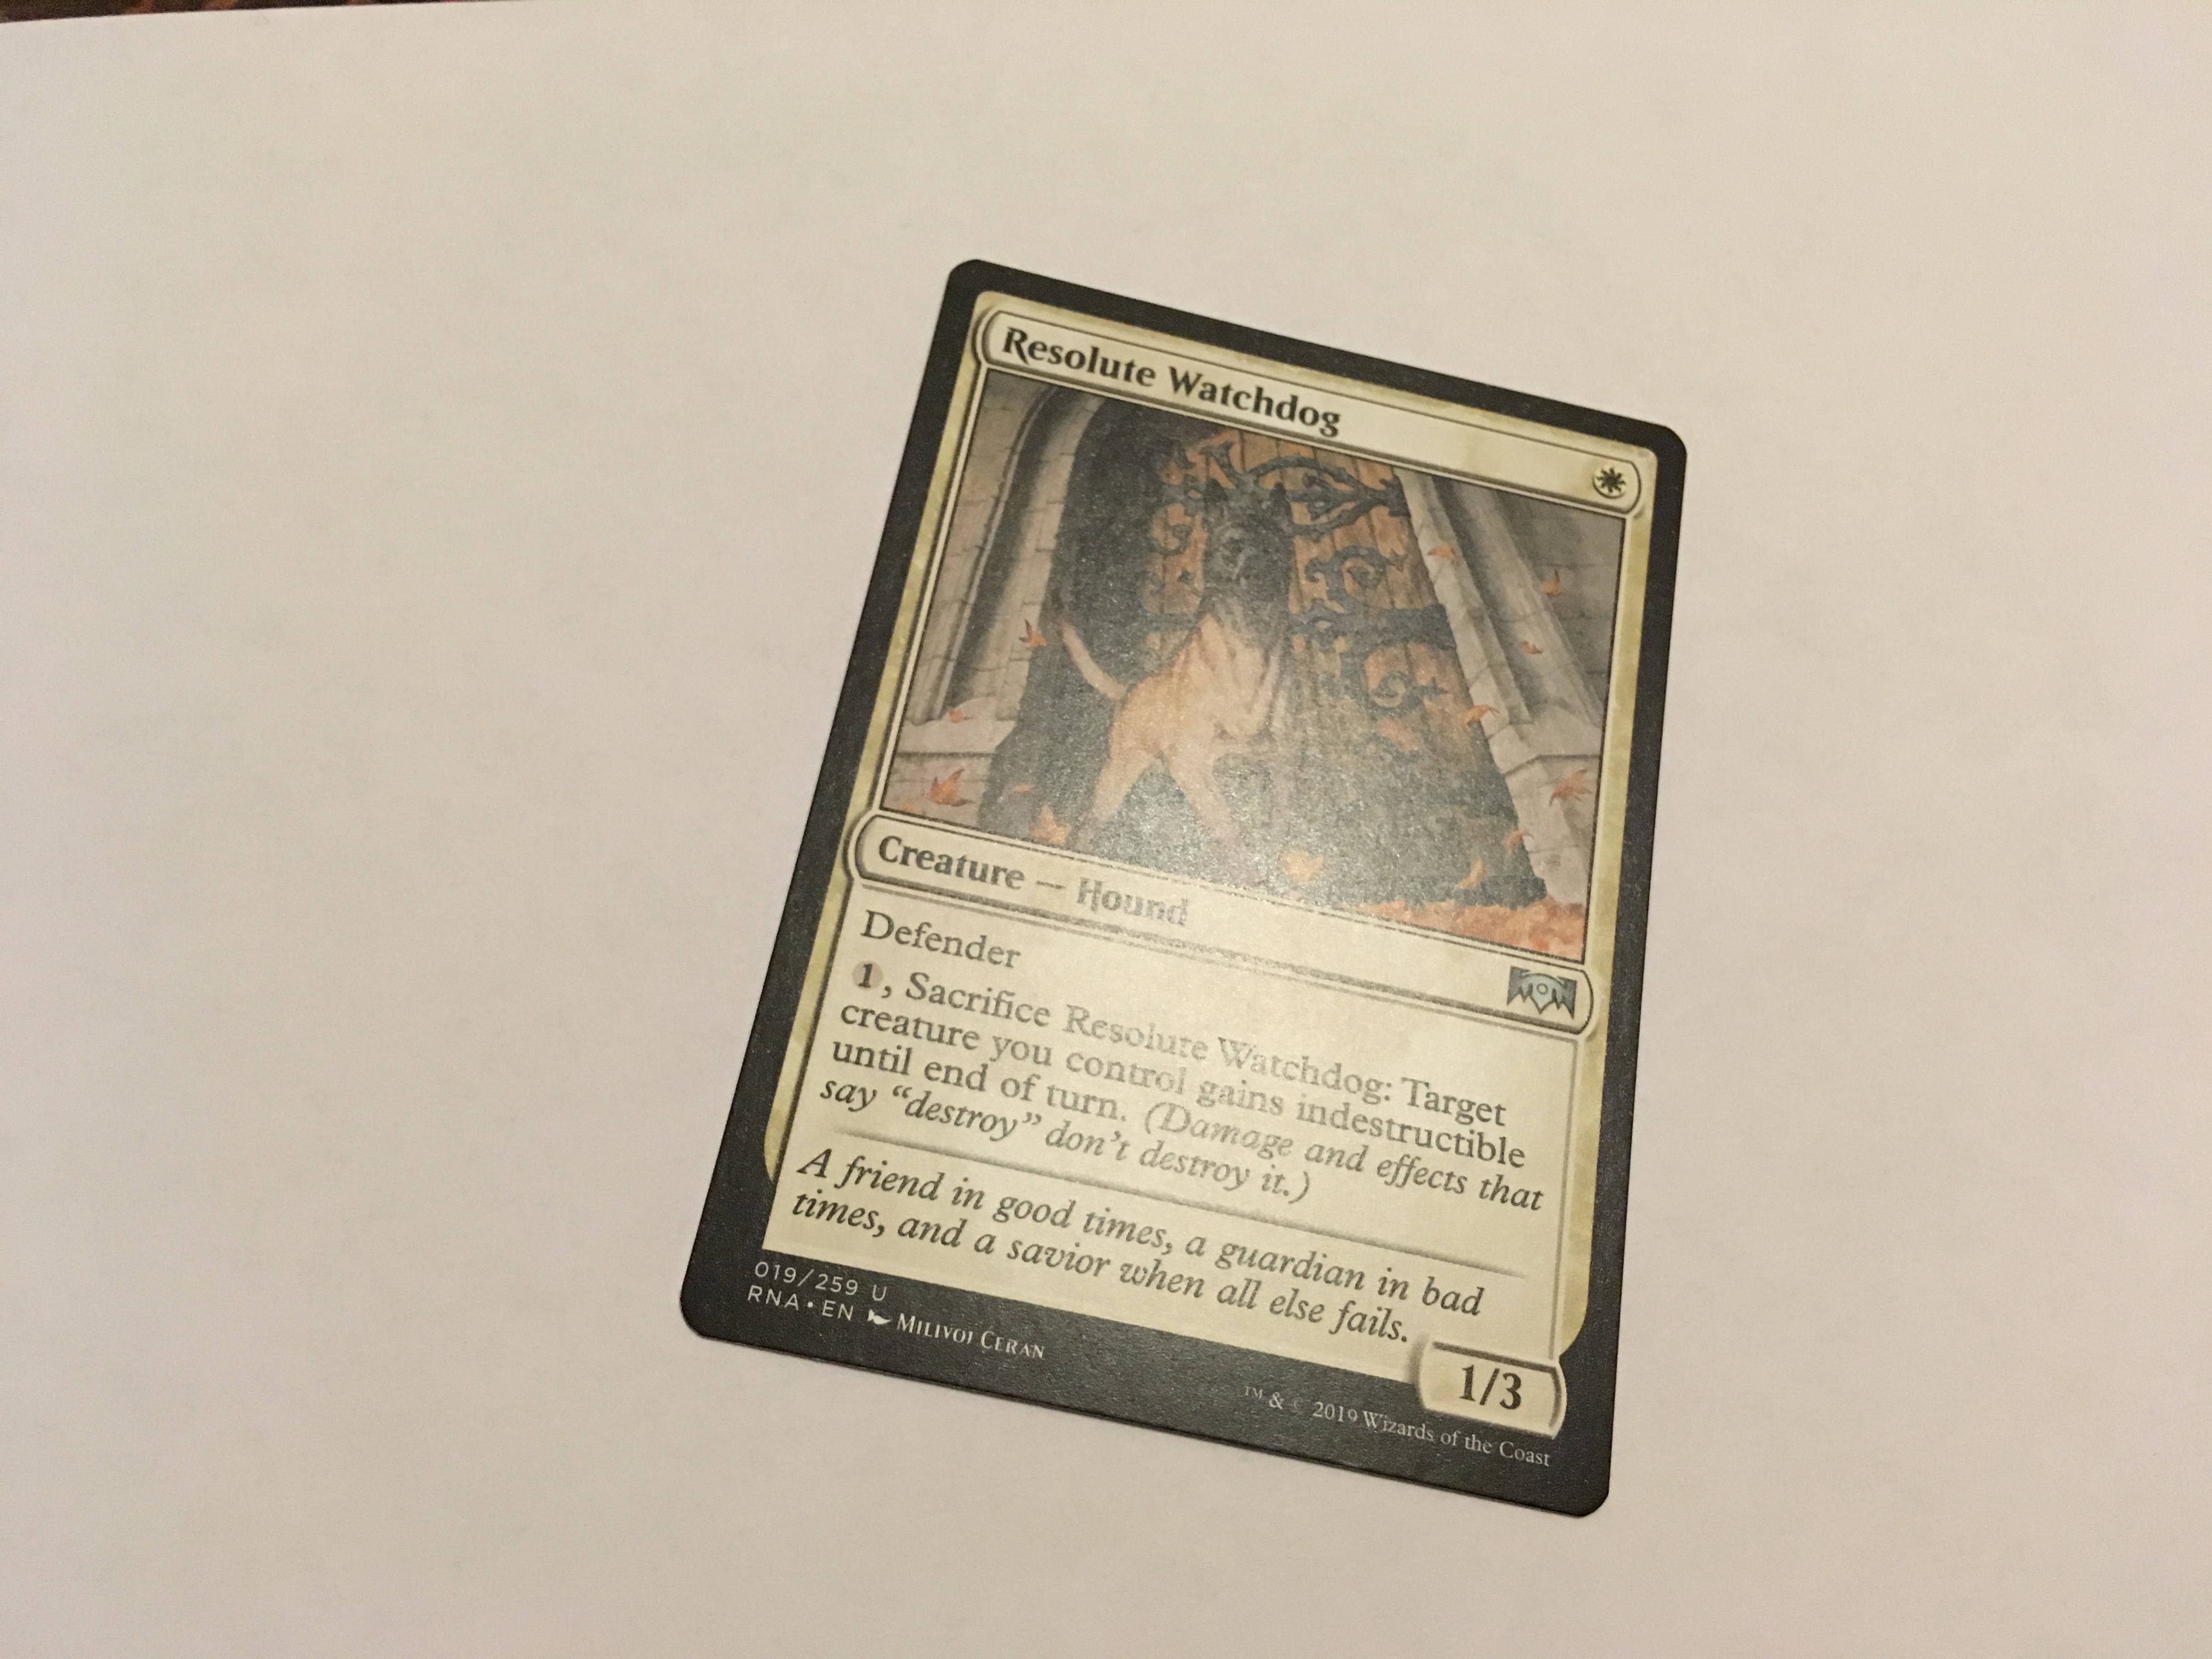 Resolute Watchdog
Creature — Hound
Defender
1, Sacrifice Resolute Watchdog: Target
creature you control gains indestructible
until end of turn. (Damage and effects that
say “destroy” don’t destroy it.)
A friend in good times, a guardian in bad
times, and a savior when all else fails.
1/3
019/259 U
RNA • EN MILIVOJ ĆERAN
™ & © 2019 Wizards of the Coast